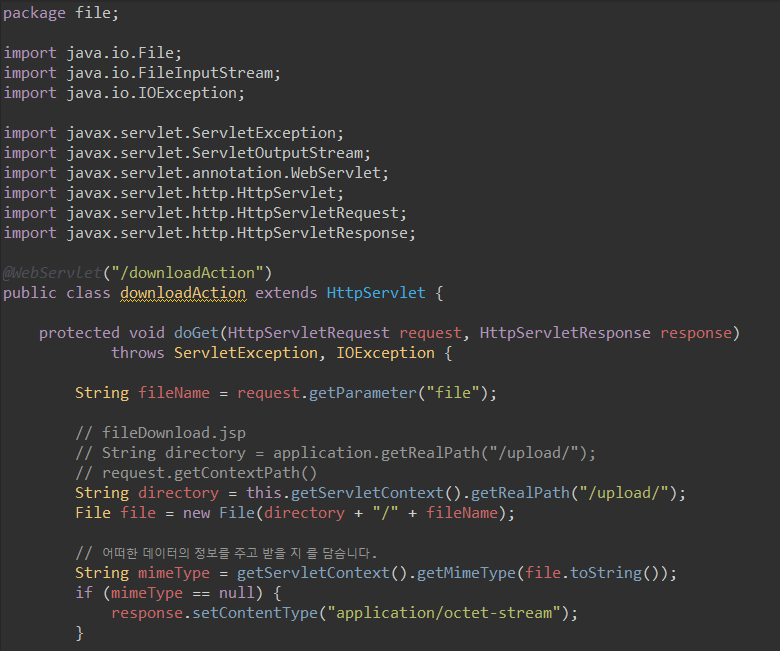 package file;
import java.io.File;
import java.io.FileInputStream;
import java.io.IOException;
import javax.servlet.ServletException;
import javax.servlet.ServletOutputStream;
import javax.servlet.annotation.WebServlet;
import javax.servlet.http.HttpServlet;
import javax.servlet.http.HttpServletRequest;
import javax.servlet.http.HttpServletResponse;
@WebServlet("/downloadAction")
public class downloadAction extends HttpServlet {
protected void doGet(HttpServletRequest request, HttpServletResponse response)
throws ServletException, IOException {
String fileName = request.getParameter("file");
// fileDownload.jsp
// String directory = application.getRealPath("/upload/");
// request.getContextPath()
String directory = this.getServletContext().getRealPath("/upload/");
File file = new File(directory + "/" + fileName);
// 어떠한 데이터의 정보를 주고 받을 지 를 담습니다.
String mimeType = getServletContext().getMimeType(file.toString());
if (mimeType == null) {
response.setContentType("application/octet-stream");
}